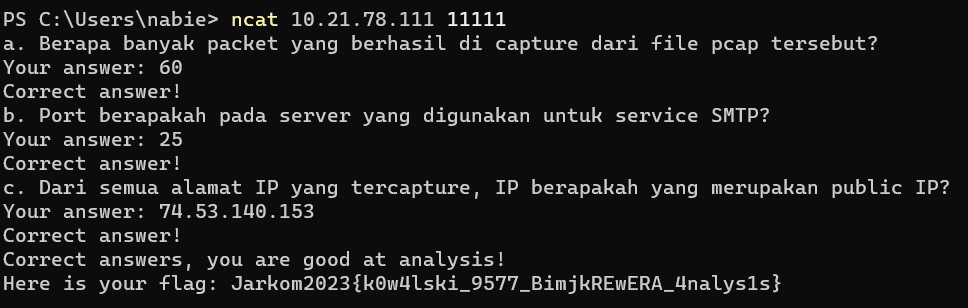 PS C:\Users\nabie> ncat 10.21.78.111 11111
a. Berapa banyak packet yang berhasil di capture dari file pcap tersebut?
Your answer: 60
Correct answer!
b. Port berapakah pada server yang digunakan untuk service SMTP?
Your answer: 25
Correct answer!
c. Dari semua alamat IP yang tercapture, IP berapakah yang merupakan public IP?
Your answer: 74.53.140.153
Correct answer!
Correct answers, you are good at analysis!
Here is your flag: Jarkom2023{k0w4lski_9577_BimjkREwERA_4nalys1s}